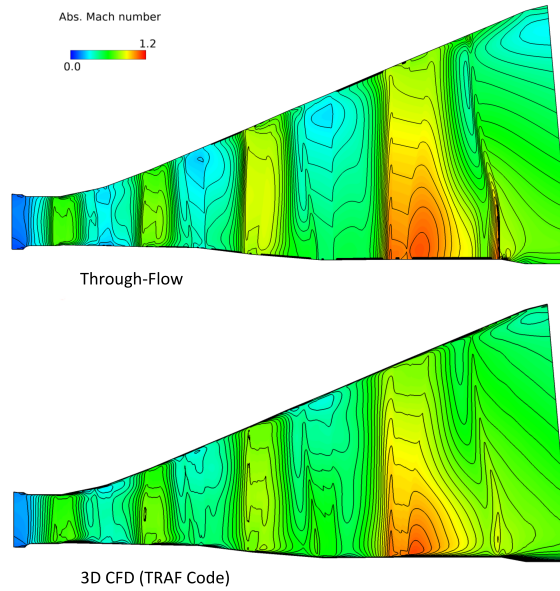 Abs. Mach number
1.2
0.0
Through-Flow
3D CFD (TRAF Code)